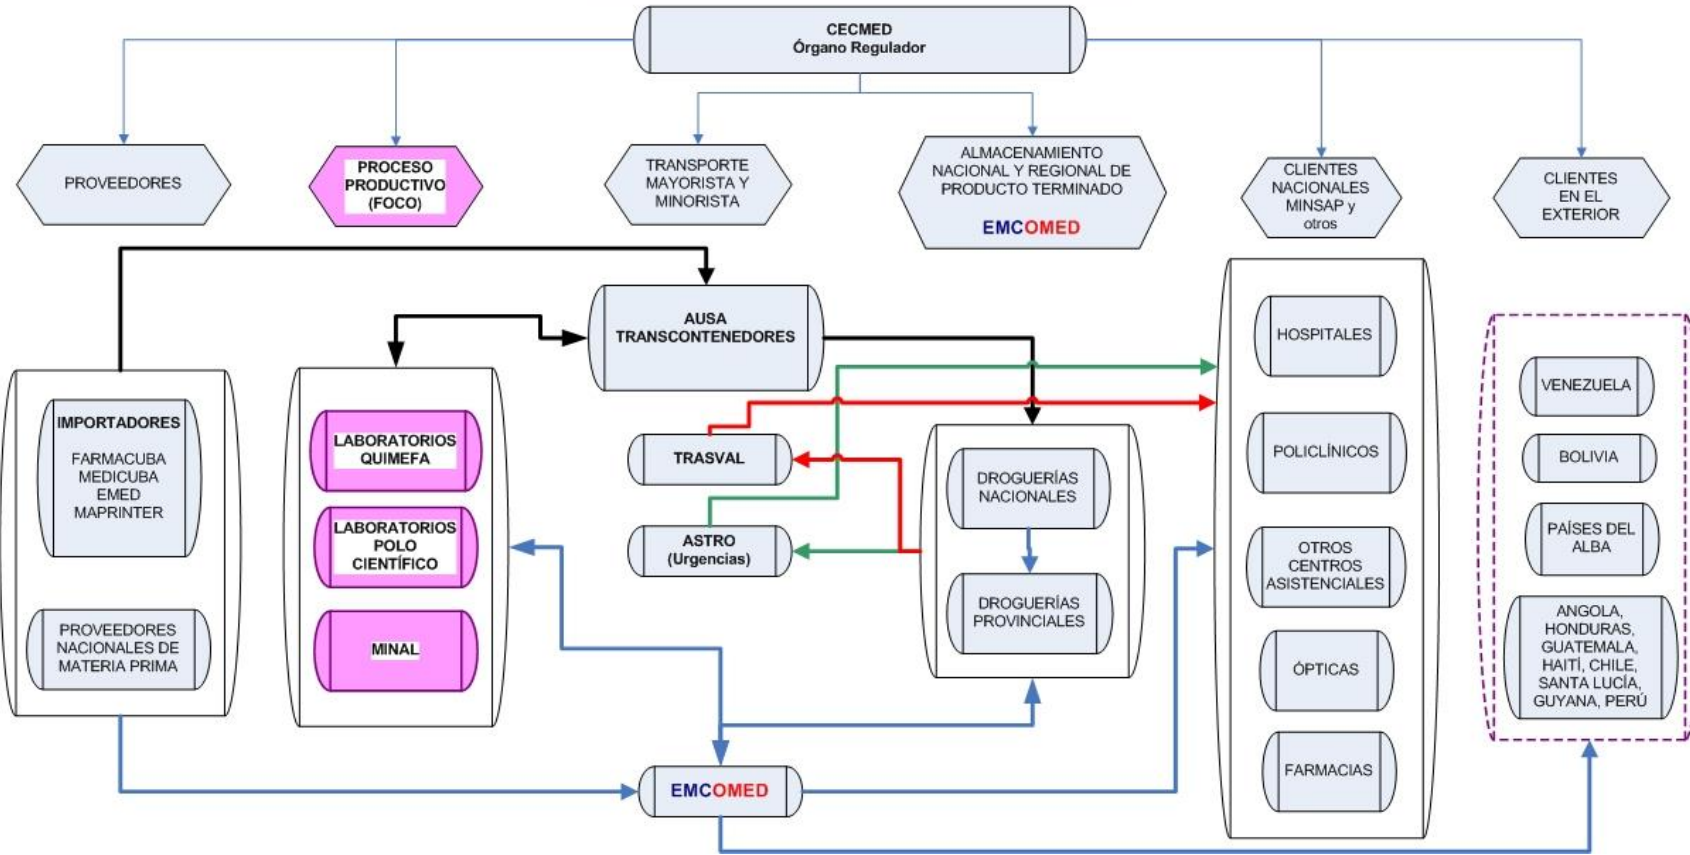 CECMED
Órgano Regulador
PROVEEDORES
PROCESO
PRODUCTIVO
(FOCO)
TRANSPORTE
MAYORISTA Y
MINORISTA
ALMACENAMIENTO
NACIONAL Y REGIONAL DE
PRODUCTO TERMINADO
EMCOMED
CLIENTES
NACIONALES
MINSAP y
otros
CLIENTES
EN EL
EXTERIOR
AUSA
TRANSCONTENEDORES
IMPORTADORES
FARMACUBA
MEDICUBA
EMED
MAPRINTER
PROVEEDORES
NACIONALES DE
MATERIA PRIMA
LABORATORIOS
QUIMEFA
LABORATORIOS
POLO
CIENTÍFICO
MINAL
TRASVAL
ASTRO
(Urgencias)
DROGUERÍAS
NACIONALES
DROGUERÍAS
PROVINCIALES
EMCOMED
HOSPITALES
POLICLÍNICOS
OTROS
CENTROS
ASISTENCIALES
ÓPTICAS
FARMACIAS
VENEZUELA
BOLIVIA
PAÍSES DEL
ALBA
ANGOLA,
HONDURAS,
GUATEMALA,
HAITÍ, CHILE,
SANTA LUCÍA,
GUYANA, PERÚ